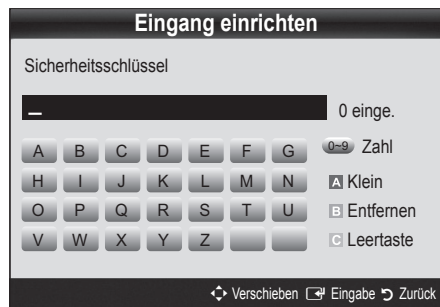 Eingang einrichten
Sicherheitsschlüssel
_ 0 einge.
A B C D E F G 0~9 Zahl
H I J K L M N A Klein
O P Q R S T U B Entfernen
V W X Y Z C Leertaste
Verschieben Eingabe Zurück